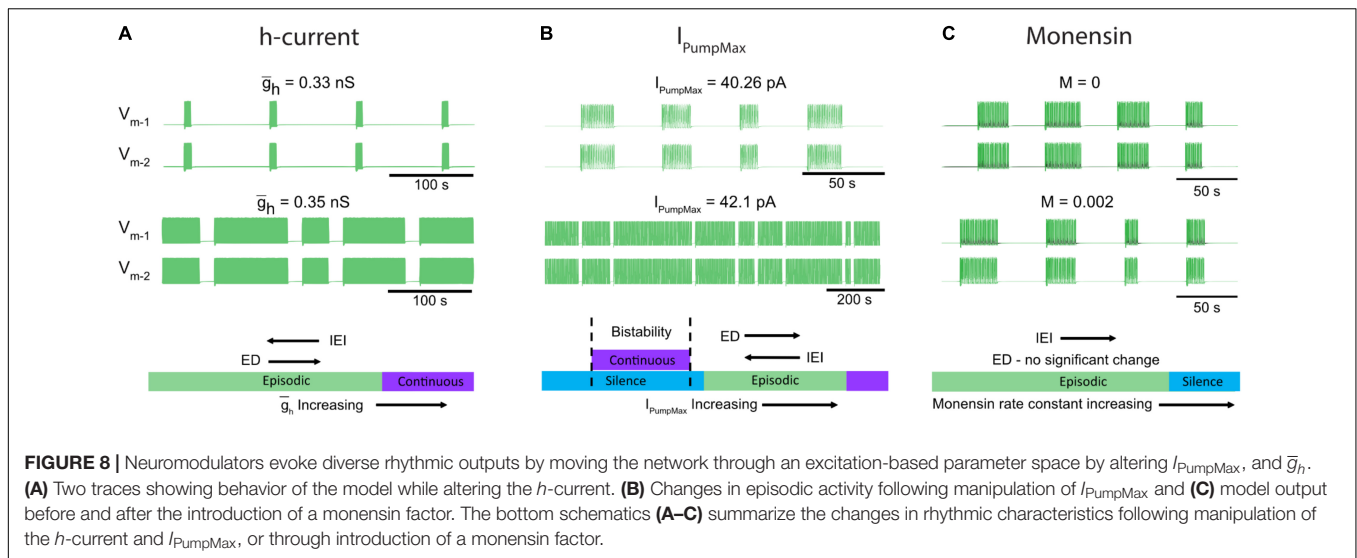 A
h-current
g̅h = 0.33 nS
Vm-1
Vm-2
100 s
g̅h = 0.35 nS
Vm-1
Vm-2
100 s
IEI
ED
Episodic
Continuous
g̅h Increasing
B
IPumpMax
IPumpMax = 40.26 pA
50 s
IPumpMax = 42.1 pA
200 s
Bistability
ED
Continuous
IEI
Silence
Episodic
IPumpMax Increasing
C
Monensin
M = 0
50 s
M = 0.002
50 s
IEI
ED - no significant change
Episodic
Silence
Monensin rate constant increasing
FIGURE 8 | Neuromodulators evoke diverse rhythmic outputs by moving the network through an excitation-based parameter space by altering IPumpMax, and g̅h.
(A) Two traces showing behavior of the model while altering the h-current. (B) Changes in episodic activity following manipulation of IPumpMax and (C) model output
before and after the introduction of a monensin factor. The bottom schematics (A–C) summarize the changes in rhythmic characteristics following manipulation of
the h-current and IPumpMax, or through introduction of a monensin factor.